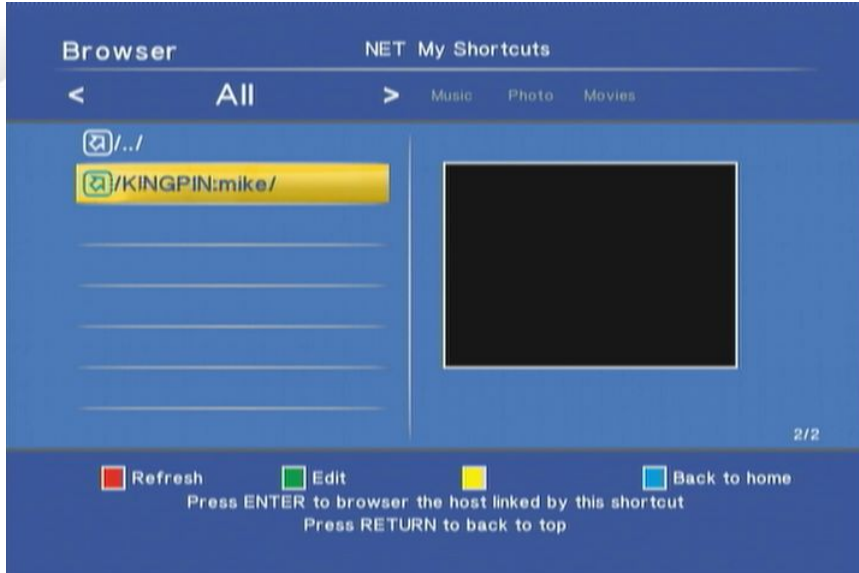 Browser NET My Shortcuts
< All > Music Photo Movies
/../
/KINGPIN:mike/
2/2
Refresh Edit Back to home
Press ENTER to browser the host linked by this shortcut
Press RETURN to back to top